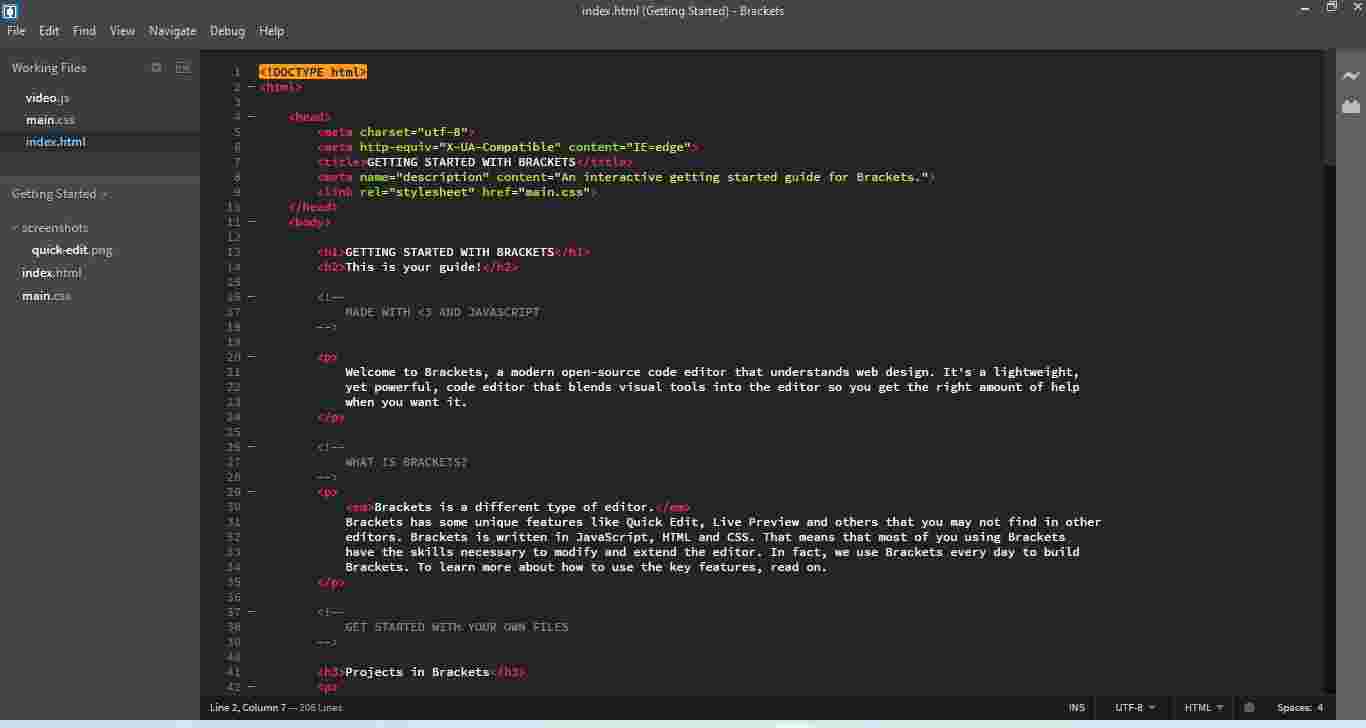 index.html (Getting Started) - Brackets
File Edit Find View Navigate Debug Help
Working Files
video.js
main.css
index.html
Getting Started
screenshots
quick-edit.png
index.html
main.css
1 <!DOCTYPE html>
2 <html>
3
4 <head>
5 <meta charset="utf-8">
6 <meta http-equiv="X-UA-Compatible" content="IE=edge">
7 <title>GETTING STARTED WITH BRACKETS</title>
8 <meta name="description" content="An interactive getting started guide for Brackets.">
9 <link rel="stylesheet" href="main.css">
10 </head>
11 <body>
12
13 <h1>GETTING STARTED WITH BRACKETS</h1>
14 <h2>This is your guide!</h2>
15
16 <!--
17 MADE WITH <3 AND JAVASCRIPT
18 -->
19
20 <p>
21 Welcome to Brackets, a modern open-source code editor that understands web design. It's a lightweight,
22 yet powerful, code editor that blends visual tools into the editor so you get the right amount of help
23 when you want it.
24 </p>
25
26 <!--
27 WHAT IS BRACKETS?
28 -->
29 <p>
30 <em>Brackets is a different type of editor.</em>
31 Brackets has some unique features like Quick Edit, Live Preview and others that you may not find in other
32 editors. Brackets is written in JavaScript, HTML and CSS. That means that most of you using Brackets
33 have the skills necessary to modify and extend the editor. In fact, we use Brackets every day to build
34 Brackets. To learn more about how to use the key features, read on.
35 </p>
36
37 <!--
38 GET STARTED WITH YOUR OWN FILES
39 -->
40
41 <h3>Projects in Brackets</h3>
42 <p>
Line 2, Column 7 — 206 Lines
INS UTF-8 HTML Spaces: 4